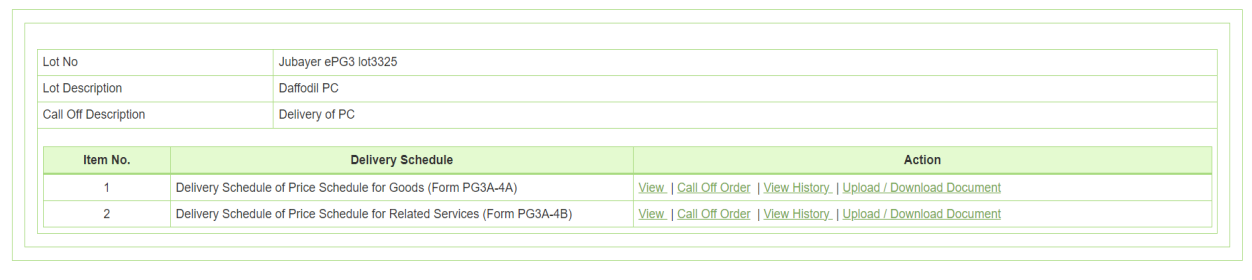 Lot No Jubayer ePG3 lot3325
Lot Description Daffodil PC
Call Off Description Delivery of PC
Item No. Delivery Schedule Action
1 Delivery Schedule of Price Schedule for Goods (Form PG3A-4A) View | Call Off Order | View History | Upload / Download Document
2 Delivery Schedule of Price Schedule for Related Services (Form PG3A-4B) View | Call Off Order | View History | Upload / Download Document